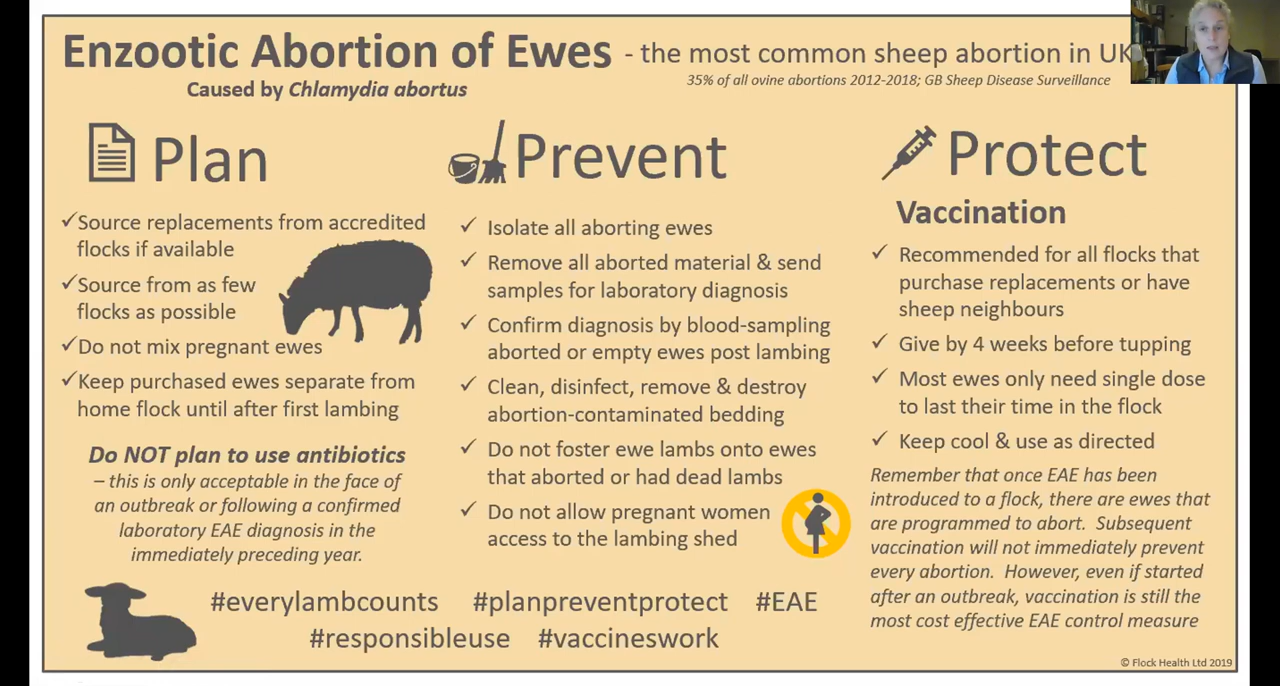 Enzootic Abortion of Ewes - the most common sheep abortion in UK
Caused by Chlamydia abortus
35% of all ovine abortions 2012-2018; GB Sheep Disease Surveillance
Plan
✓Source replacements from accredited
flocks if available
✓Source from as few
flocks as possible
✓Do not mix pregnant ewes
✓Keep purchased ewes separate from
home flock until after first lambing
Do NOT plan to use antibiotics
– this is only acceptable in the face of
an outbreak or following a confirmed
laboratory EAE diagnosis in the
immediately preceding year.
Prevent
✓ Isolate all aborting ewes
✓ Remove all aborted material & send
samples for laboratory diagnosis
✓ Confirm diagnosis by blood-sampling
aborted or empty ewes post lambing
✓ Clean, disinfect, remove & destroy
abortion-contaminated bedding
✓ Do not foster ewe lambs onto ewes
that aborted or had dead lambs
✓ Do not allow pregnant women
access to the lambing shed
Protect
Vaccination
✓ Recommended for all flocks that
purchase replacements or have
sheep neighbours
✓ Give by 4 weeks before tupping
✓ Most ewes only need single dose
to last their time in the flock
✓ Keep cool & use as directed
Remember that once EAE has been
introduced to a flock, there are ewes that
are programmed to abort. Subsequent
vaccination will not immediately prevent
every abortion. However, even if started
after an outbreak, vaccination is still the
most cost effective EAE control measure
#everylambcounts #planpreventprotect #EAE
#responsibleuse #vaccineswork
© Flock Health Ltd 2019